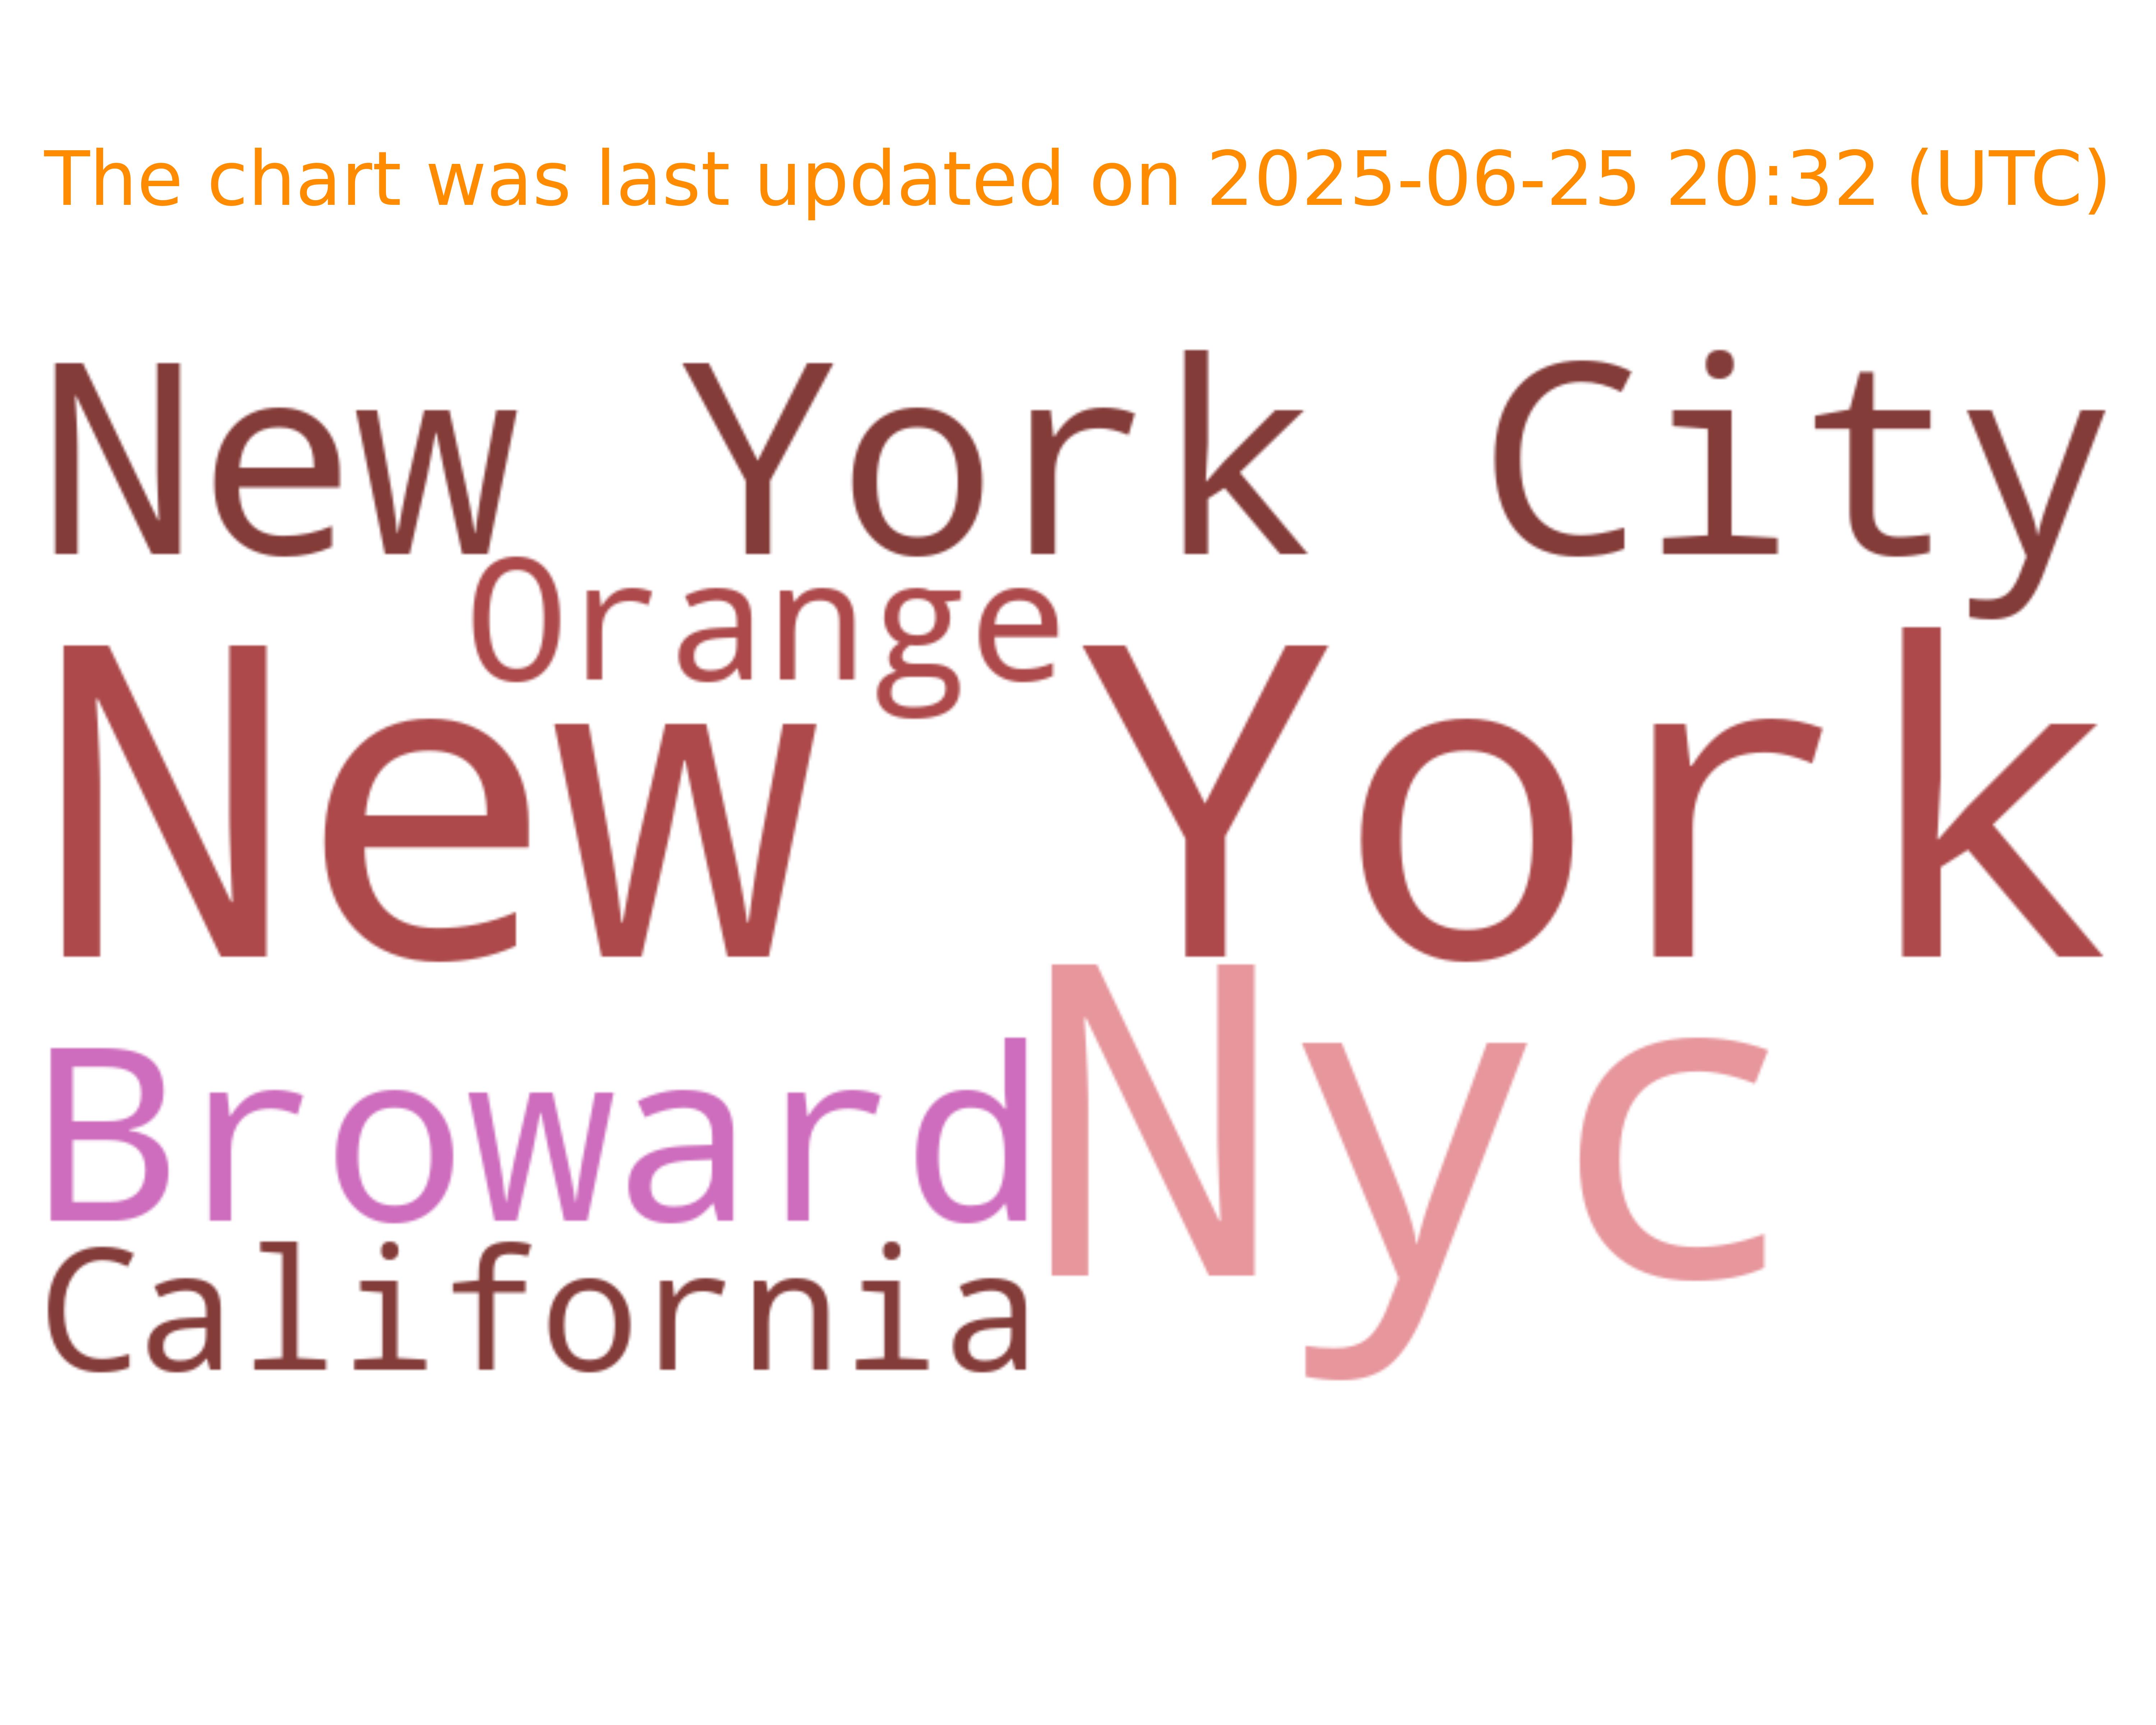 The chart was last updated on 2025-06-25 20:32 (UTC)
New York City
Orange
New York
Broward
Nyc
California